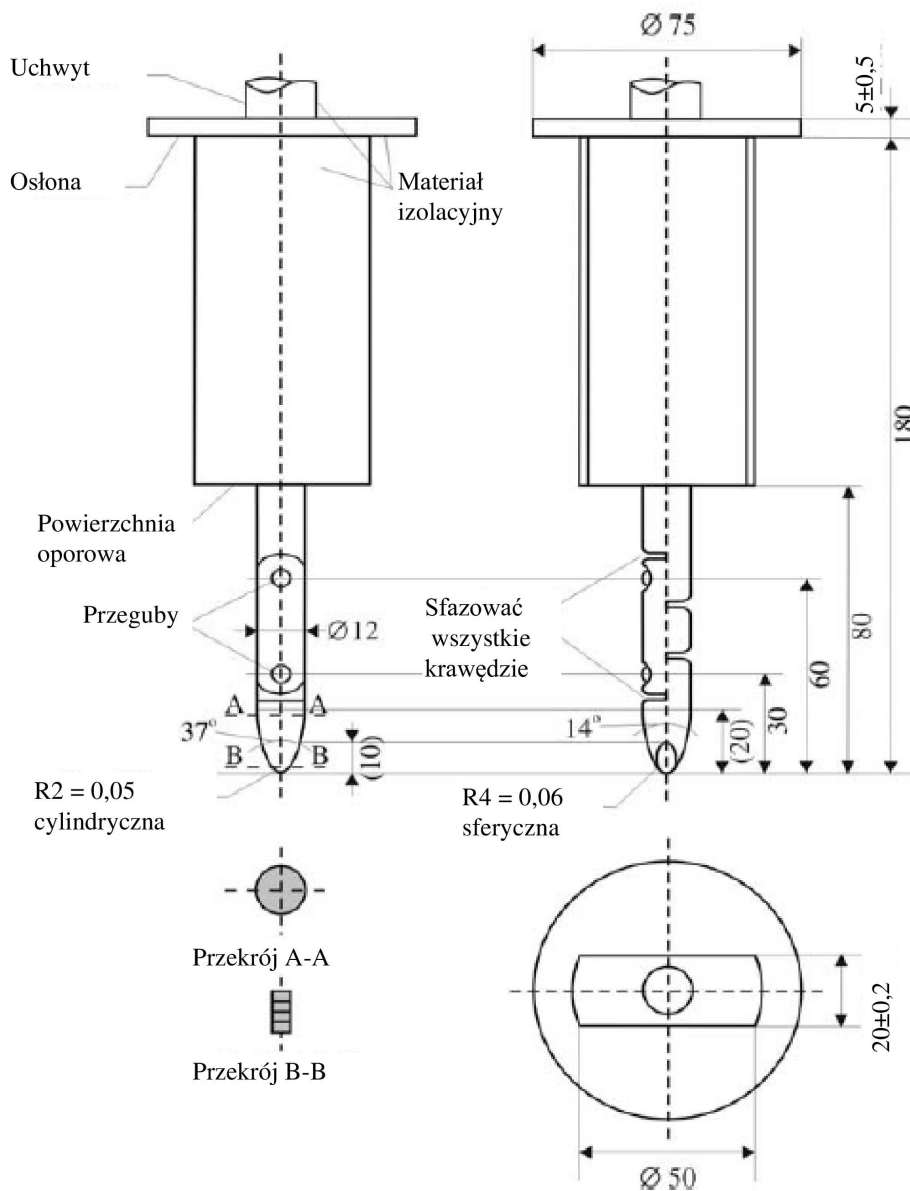 Ø 75
Uchwyt
5±0,5
Osłona
Materiał
izolacyjny
180
Powierzchnia
oporowa
Przeguby
Ø12
Sfazować
wszystkie
krawędzie
80
60
30
(20)
A A
37°
14°
B B
(10)
R2 = 0,05
cylindryczna
R4 = 0,06
sferyczna
Przekrój A-A
20±0,2
Przekrój B-B
Ø 50